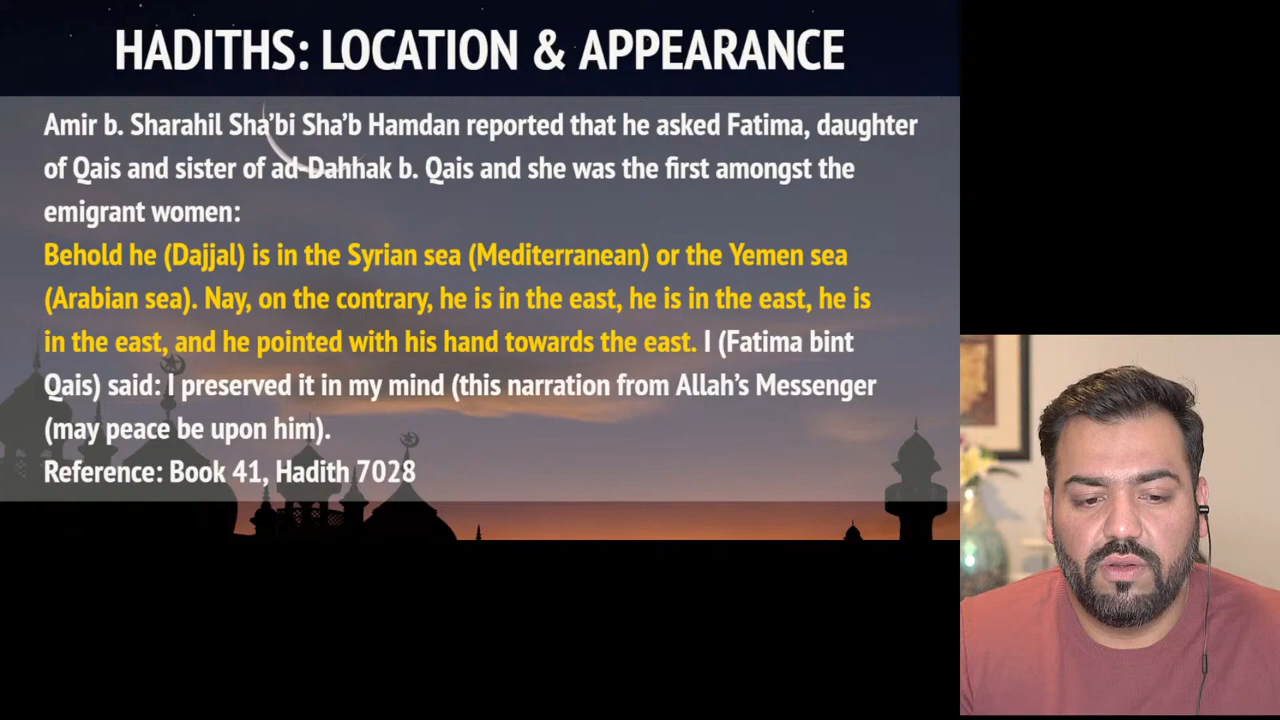 HADITHS: LOCATION & APPEARANCE
Amir b. Sharahil Sha'bi Sha'b Hamdan reported that he asked Fatima, daughter
of Qais and sister of ad-Dahhak b. Qais and she was the first amongst the
emigrant women:
Behold he (Dajjal) is in the Syrian sea (Mediterranean) or the Yemen sea
(Arabian sea). Nay, on the contrary, he is in the east, he is in the east, he is
in the east, and he pointed with his hand towards the east. I (Fatima bint
Qais) said: I preserved it in my mind (this narration from Allah's Messenger
(may peace be upon him).
Reference: Book 41, Hadith 7028